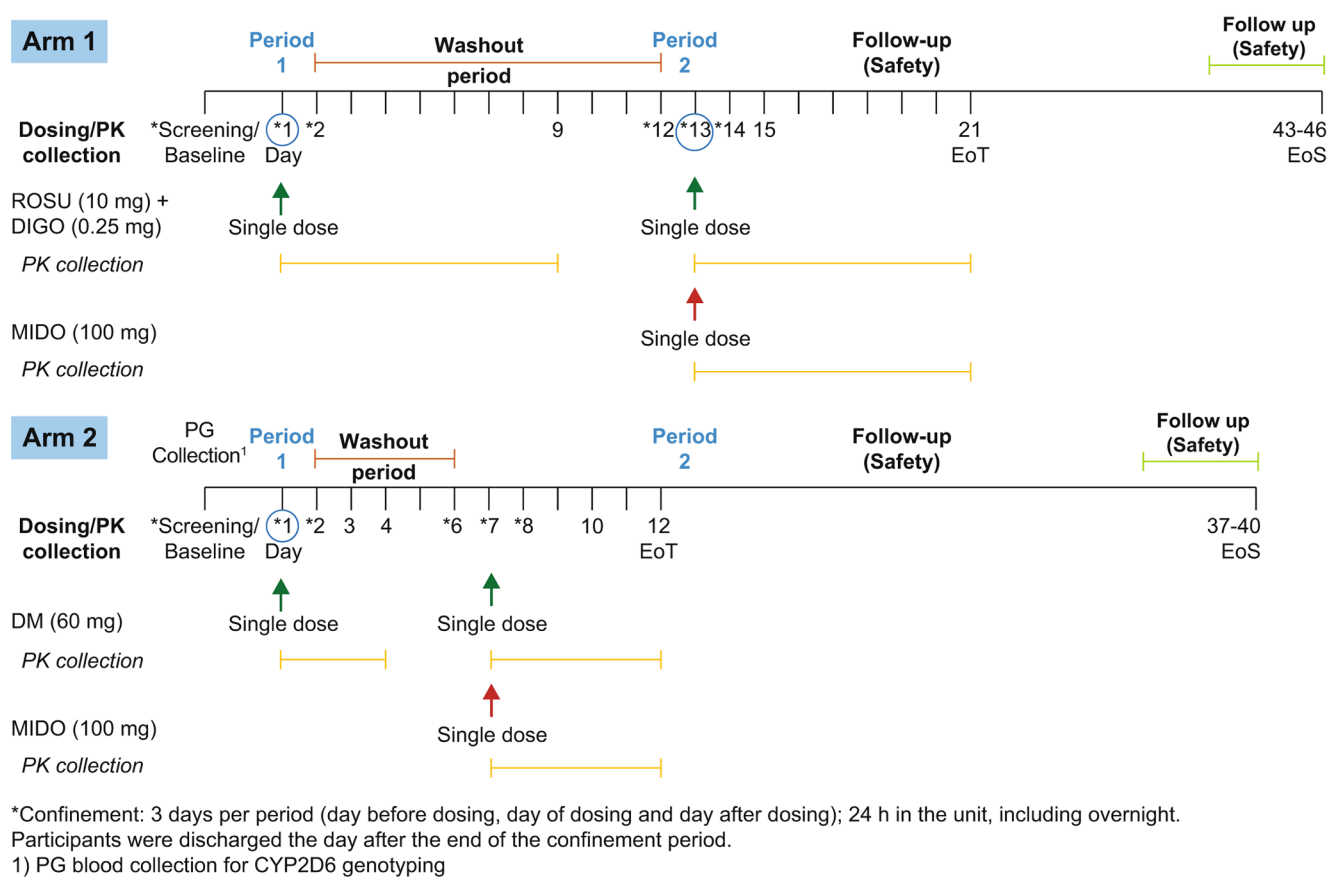 Arm 1
Period
1
Washout
period
Period
2
Follow-up
(Safety)
Follow up
(Safety)
Dosing/PK
collection
*Screening/
Baseline
*1
Day
*2
9
*12
*13
*14
15
21
EoT
43-46
EoS
ROSU (10 mg) +
DIGO (0.25 mg)
Single dose
Single dose
PK collection
MIDO (100 mg)
Single dose
PK collection
Arm 2
PG
Collection¹
Period
1
Washout
period
Period
2
Follow-up
(Safety)
Follow up
(Safety)
Dosing/PK
collection
*Screening/
Baseline
*1
Day
*2
3
4
*6
*7
*8
10
12
EoT
37-40
EoS
DM (60 mg)
Single dose
Single dose
PK collection
MIDO (100 mg)
Single dose
PK collection
*Confinement: 3 days per period (day before dosing, day of dosing and day after dosing); 24 h in the unit, including overnight.
Participants were discharged the day after the end of the confinement period.
1) PG blood collection for CYP2D6 genotyping